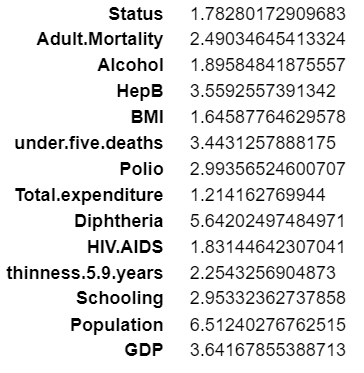 Status 1.78280172909683
Adult.Mortality 2.49034645413324
Alcohol 1.89584841875557
HepB 3.5592557391342
BMI 1.64587764629578
under.five.deaths 3.4431257888175
Polio 2.99356524600707
Total.expenditure 1.214162769944
Diphtheria 5.64202497484971
HIV.AIDS 1.83144642307041
thinness.5.9.years 2.2543256904873
Schooling 2.95332362737858
Population 6.51240276762515
GDP 3.64167855388713